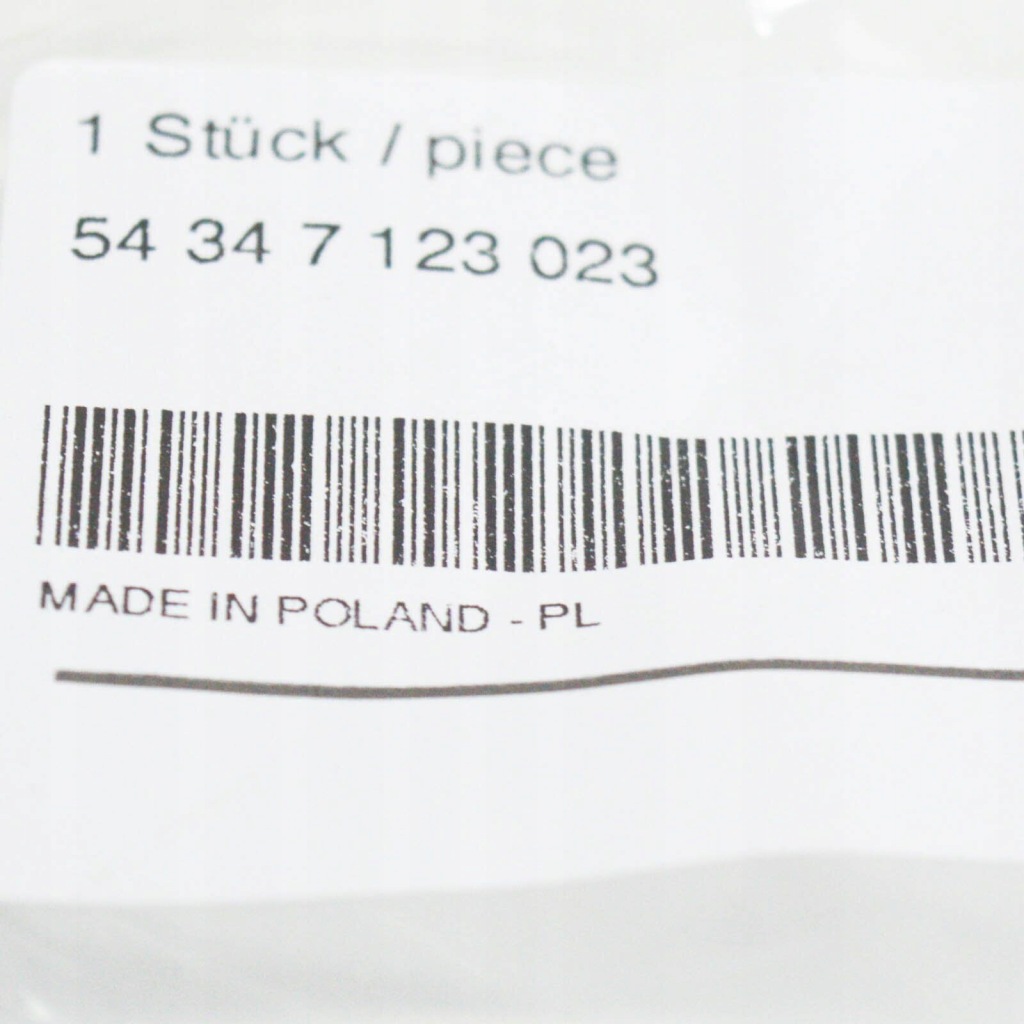 1 Stück / piece
54 34 7 123 023
MADE IN POLAND - PL